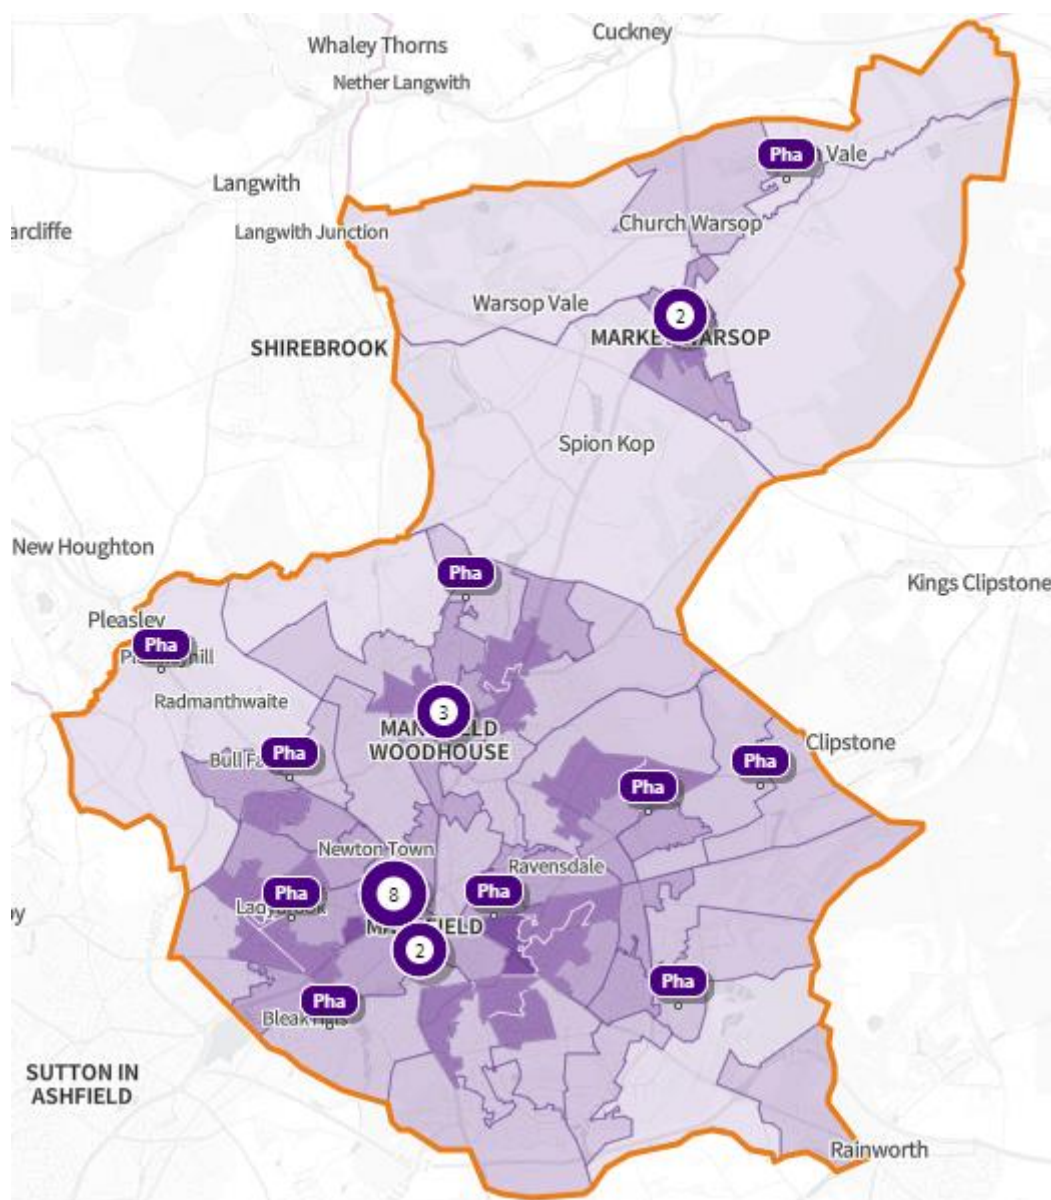 Cuckney
Whaley Thorns
Nether Langwith
Pha
Vale
Langwith
Church Warsop
arcliffe
Langwith Junction
Warsop Vale
2
SHIREBROOK
Spion Kop
New Houghton
Pha
Kings Clipstone
Pleasley
Pha
Radmanthwaite
3
WOODHOUSE
Clipstone
Pha
Pha
Pha
Newton Town
Ravensdale
Pha
8
Pha
2
Pha
Pha
SUTTON IN
ASHFIELD
Rainworth